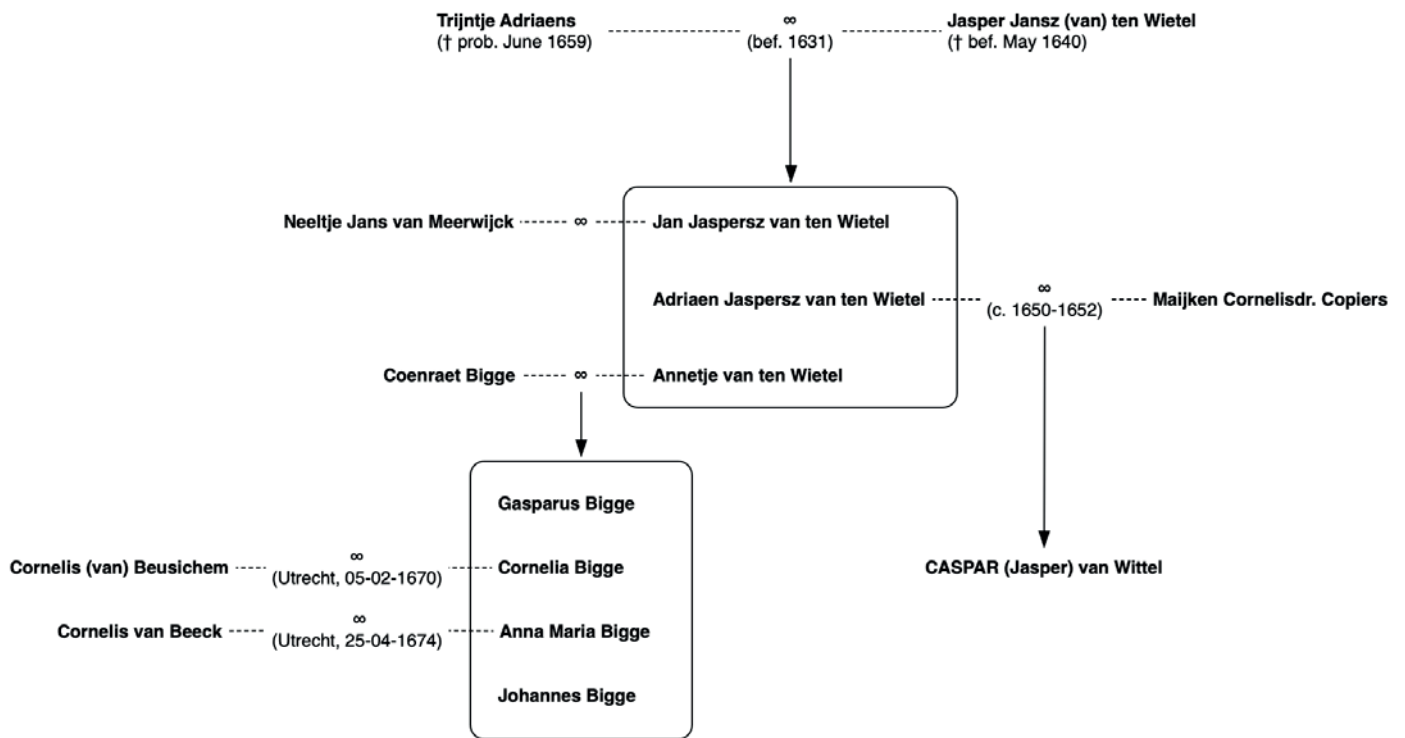 Trijntje Adriaens ∞ Jasper Jansz (van) ten Wietel
(† prob. June 1659) (bef. 1631) († bef. May 1640)
Neeltje Jans van Meerwijck ∞ Jan Jaspersz van ten Wietel
∞
Adriaen Jaspersz van ten Wietel Maijken Cornelisdr. Copiers
(c. 1650-1652)
Coenraet Bigge ∞ Annetje van ten Wietel
Gasparus Bigge
∞
Cornelis (van) Beusichem Cornelia Bigge CASPAR (Jasper) van Wittel
(Utrecht, 05-02-1670)
∞
Cornelis van Beeck Anna Maria Bigge
(Utrecht, 25-04-1674)
Johannes Bigge